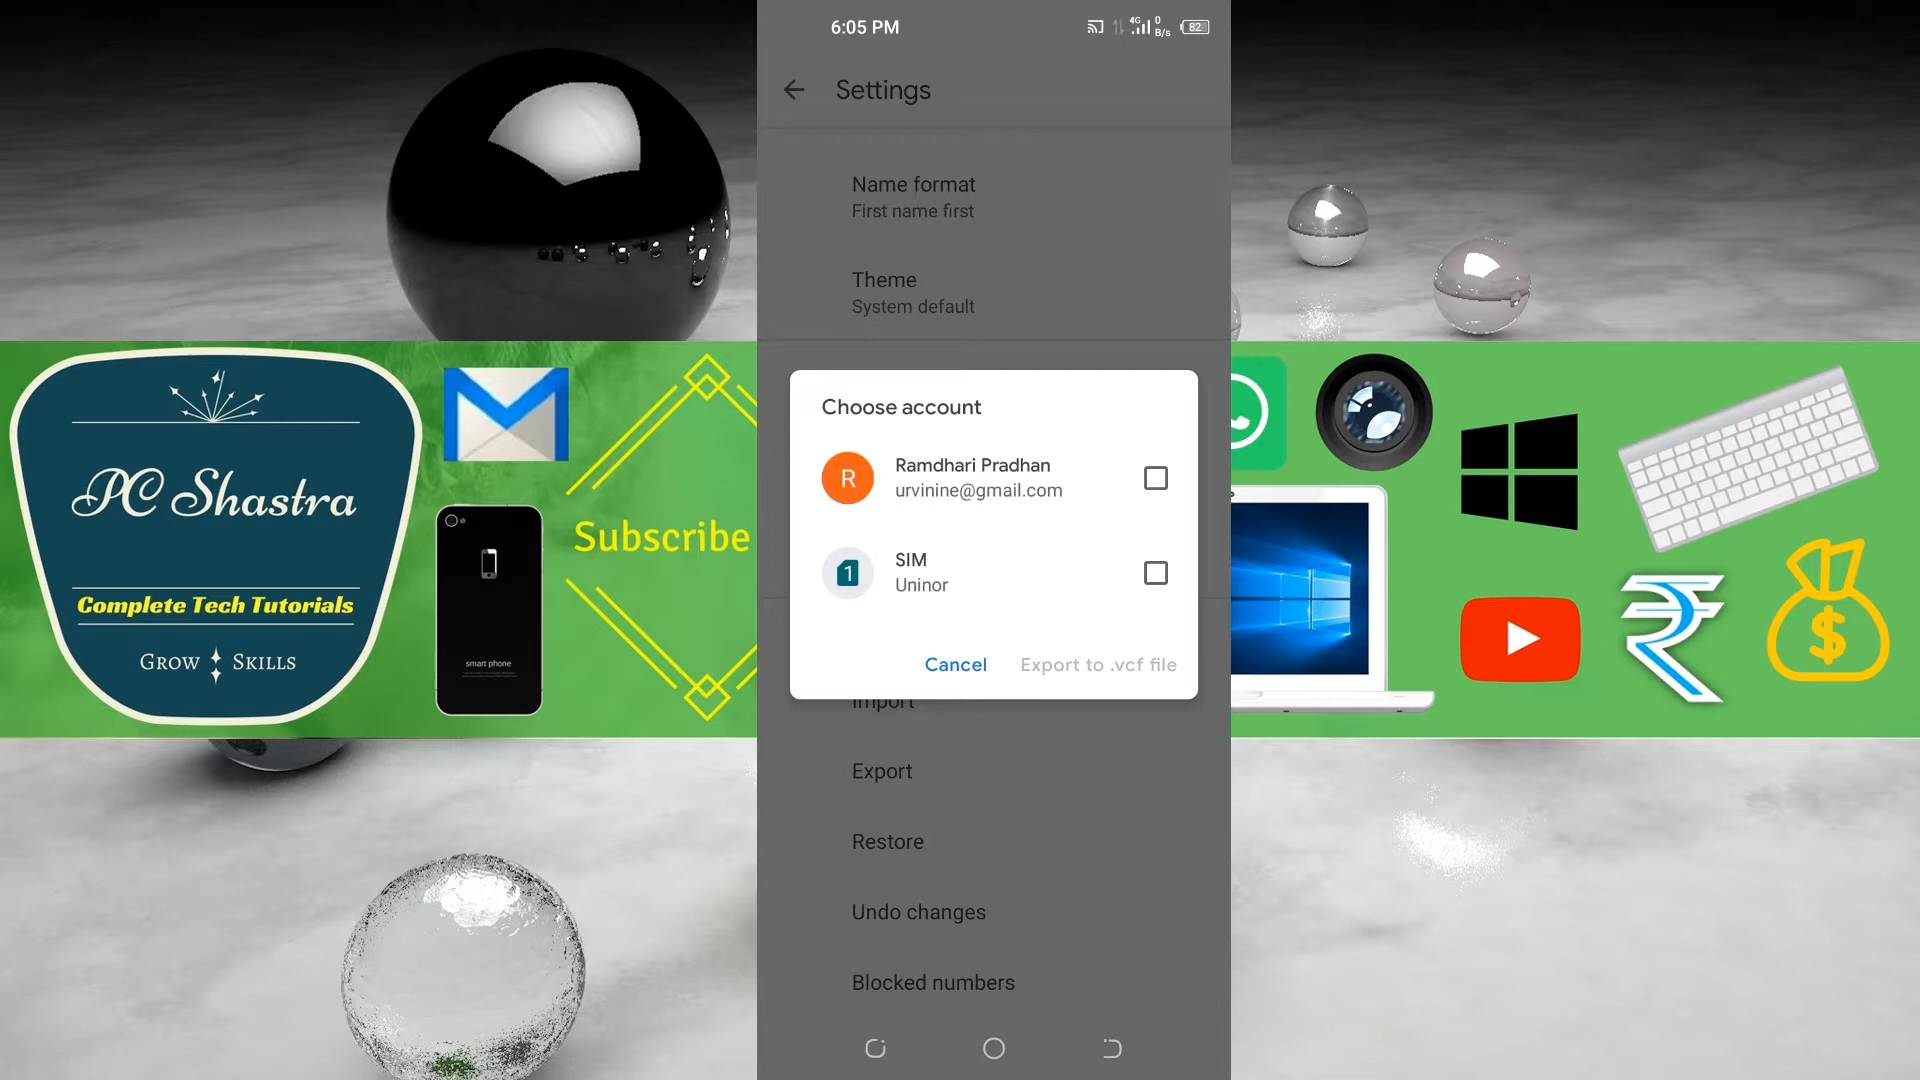 6:05 PM
4G
0
B/s
82
Settings
Name format
First name first
Theme
System default
Choose account
R
Ramdhari Pradhan
urvinine@gmail.com
1
SIM
Uninor
Cancel
Export to .vcf file
Import
Export
Restore
Undo changes
Blocked numbers
PC Shastra
Complete Tech Tutorials
GROW SKILLS
smart phone
Subscribe